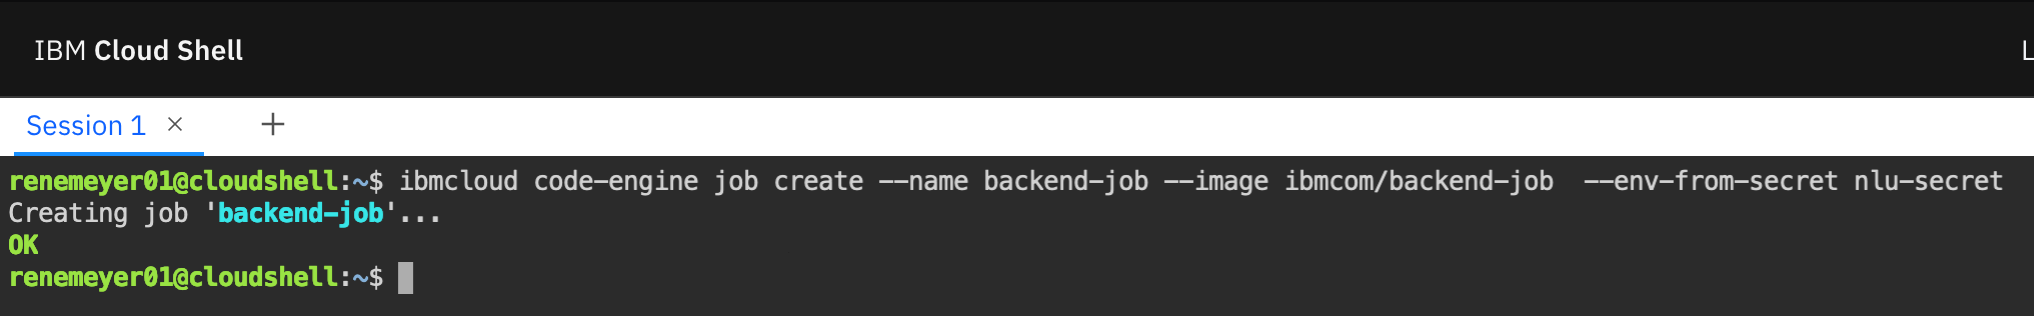 IBM Cloud Shell
L
Session 1 × +
renemeyer01@cloudshell:~$ ibmcloud code-engine job create --name backend-job --image ibmcom/backend-job  --env-from-secret nlu-secret
Creating job 'backend-job'...
OK
renemeyer01@cloudshell:~$